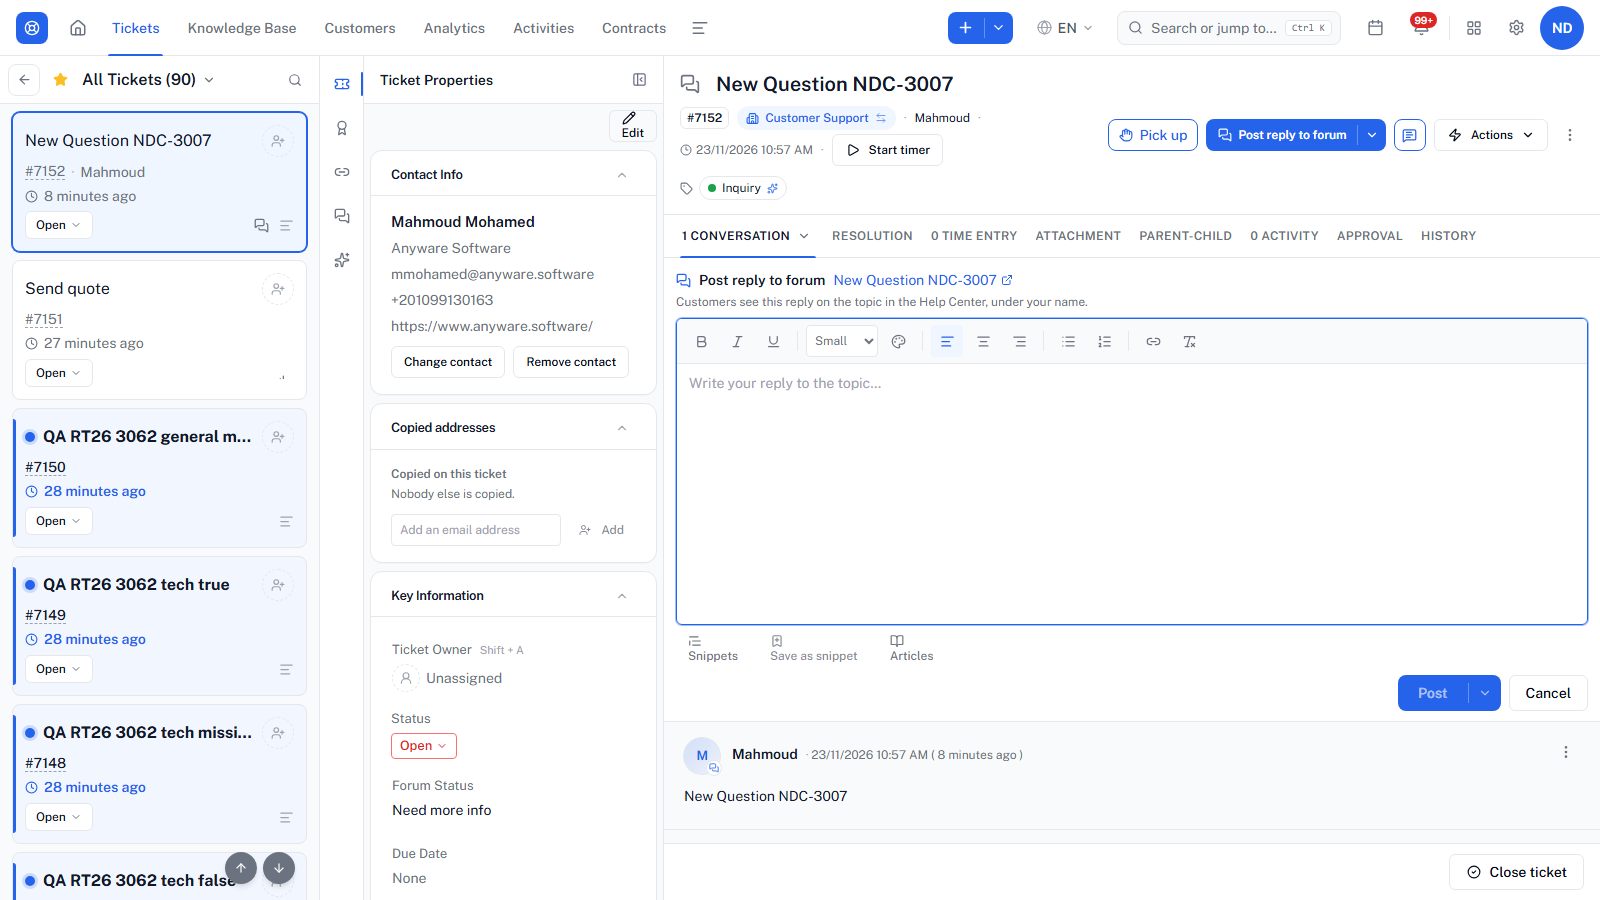 Tickets
Knowledge Base
Customers
Analytics
Activities
Contracts
EN
Search or jump to...
Ctrl K
99+
ND
All Tickets (90)
New Question NDC-3007
#7152 · Mahmoud
8 minutes ago
Open
Send quote
#7151
27 minutes ago
Open
QA RT26 3062 general m...
#7150
28 minutes ago
Open
QA RT26 3062 tech true
#7149
28 minutes ago
Open
QA RT26 3062 tech missi...
#7148
28 minutes ago
Open
QA RT26 3062 tech false
Ticket Properties
Edit
Contact Info
Mahmoud Mohamed
Anyware Software
mmohamed@anyware.software
+201099130163
https://www.anyware.software/
Change contact
Remove contact
Copied addresses
Copied on this ticket
Nobody else is copied.
Add an email address
Add
Key Information
Ticket Owner Shift + A
Unassigned
Status
Open
Forum Status
Need more info
Due Date
None
New Question NDC-3007
#7152
Customer Support
· Mahmoud ·
23/11/2026 10:57 AM ·
Start timer
Inquiry
Pick up
Post reply to forum
Actions
1 CONVERSATION
RESOLUTION
0 TIME ENTRY
ATTACHMENT
PARENT-CHILD
0 ACTIVITY
APPROVAL
HISTORY
Post reply to forum New Question NDC-3007
Customers see this reply on the topic in the Help Center, under your name.
B I U Small
Write your reply to the topic...
Snippets
Save as snippet
Articles
Post
Cancel
M
Mahmoud · 23/11/2026 10:57 AM ( 8 minutes ago )
New Question NDC-3007
Close ticket